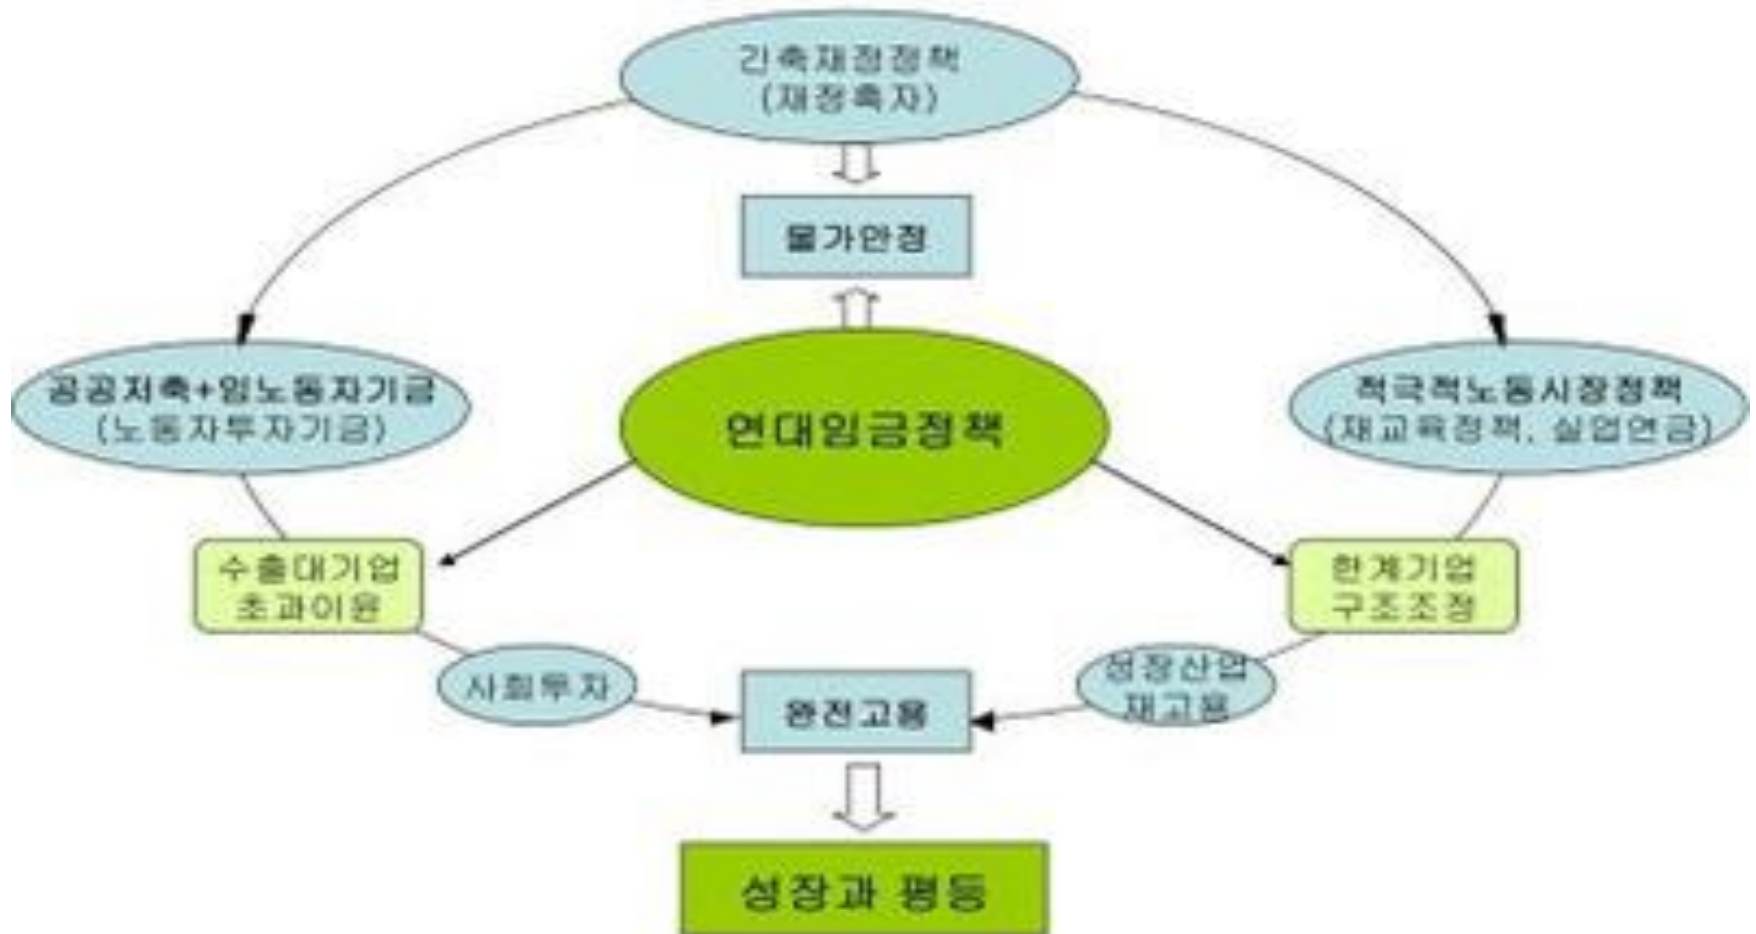 긴축재정정책
(재정흑자)
물가안정
공공저축+임노동자기금
(노동자투자기금)
연대임금정책
적극적노동시장정책
(재교육정책, 실업연금)
수출대기업
초과이윤
한계기업
구조조정
사회투자
완전고용
성장산업
재고용
성장과 평등